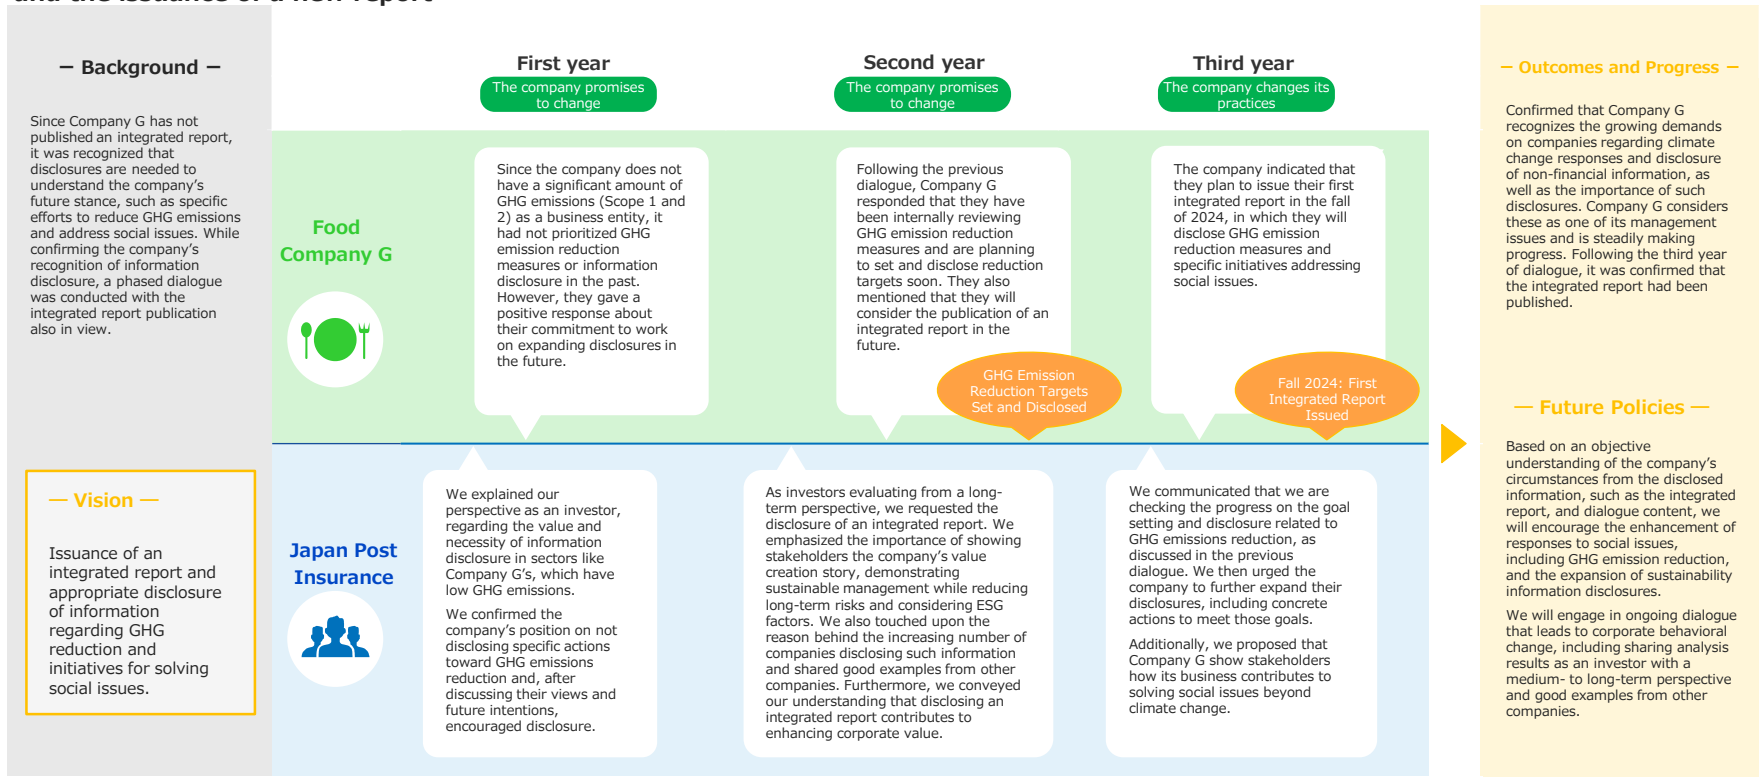 and the issuance of a non-report
— Background —
Since Company G has not
published an integrated report,
it was recognized that
disclosures are needed to
understand the company's
future stance, such as specific
efforts to reduce GHG emissions
and address social issues. While
confirming the company's
recognition of information
disclosure, a phased dialogue
was conducted with the
integrated report publication
also in view.
— Vision —
Issuance of an
integrated report and
appropriate disclosure
of information
regarding GHG
reduction and
initiatives for solving
social issues.
First year
The company promises
to change
Second year
The company promises
to change
Third year
The company changes its
practices
Food
Company G
Since the company does not
have a significant amount of
GHG emissions (Scope 1 and
2) as a business entity, it
had not prioritized GHG
emission reduction
measures or information
disclosure in the past.
However, they gave a
positive response about
their commitment to work
on expanding disclosures in
the future.
Following the previous
dialogue, Company G
responded that they have
been internally reviewing
GHG emission reduction
measures and are planning
to set and disclose reduction
targets soon. They also
mentioned that they will
consider the publication of an
integrated report in the
future.
GHG Emission
Reduction Targets
Set and Disclosed
The company indicated that
they plan to issue their first
integrated report in the fall
of 2024, in which they will
disclose GHG emission
reduction measures and
specific initiatives addressing
social issues.
Fall 2024: First
Integrated Report
Issued
Japan Post
Insurance
We explained our
perspective as an investor,
regarding the value and
necessity of information
disclosure in sectors like
Company G's, which have
low GHG emissions.
We confirmed the
company's position on not
disclosing specific actions
toward GHG emissions
reduction and, after
discussing their views and
future intentions,
encouraged disclosure.
As investors evaluating from a long-
term perspective, we requested the
disclosure of an integrated report. We
emphasized the importance of showing
stakeholders the company's value
creation story, demonstrating
sustainable management while reducing
long-term risks and considering ESG
factors. We also touched upon the
reason behind the increasing number of
companies disclosing such information
and shared good examples from other
companies. Furthermore, we conveyed
our understanding that disclosing an
integrated report contributes to
enhancing corporate value.
We communicated that we are
checking the progress on the goal
setting and disclosure related to
GHG emissions reduction, as
discussed in the previous
dialogue. We then urged the
company to further expand their
disclosures, including concrete
actions to meet those goals.
Additionally, we proposed that
Company G show stakeholders
how its business contributes to
solving social issues beyond
climate change.
— Outcomes and Progress —
Confirmed that Company G
recognizes the growing demands
on companies regarding climate
change responses and disclosure
of non-financial information, as
well as the importance of such
disclosures. Company G considers
these as one of its management
issues and is steadily making
progress. Following the third year
of dialogue, it was confirmed that
the integrated report had been
published.
— Future Policies —
Based on an objective
understanding of the company's
circumstances from the disclosed
information, such as the integrated
report, and dialogue content, we
will encourage the enhancement of
responses to social issues,
including GHG emission reduction,
and the expansion of sustainability
information disclosures.
We will engage in ongoing dialogue
that leads to corporate behavioral
change, including sharing analysis
results as an investor with a
medium- to long-term perspective
and good examples from other
companies.